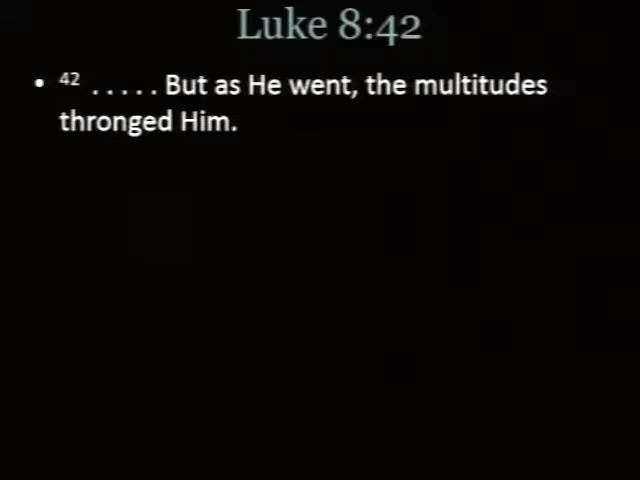 Luke 8:42
• 42 . . . . . But as He went, the multitudes
thronged Him.